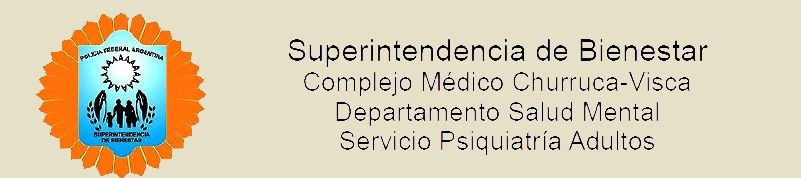 POLICIA FEDERAL ARGENTINA
SUPERINTENDENCIA
DE BIENESTAR
Superintendencia de Bienestar
Complejo Médico Churruca-Visca
Departamento Salud Mental
Servicio Psiquiatría Adultos